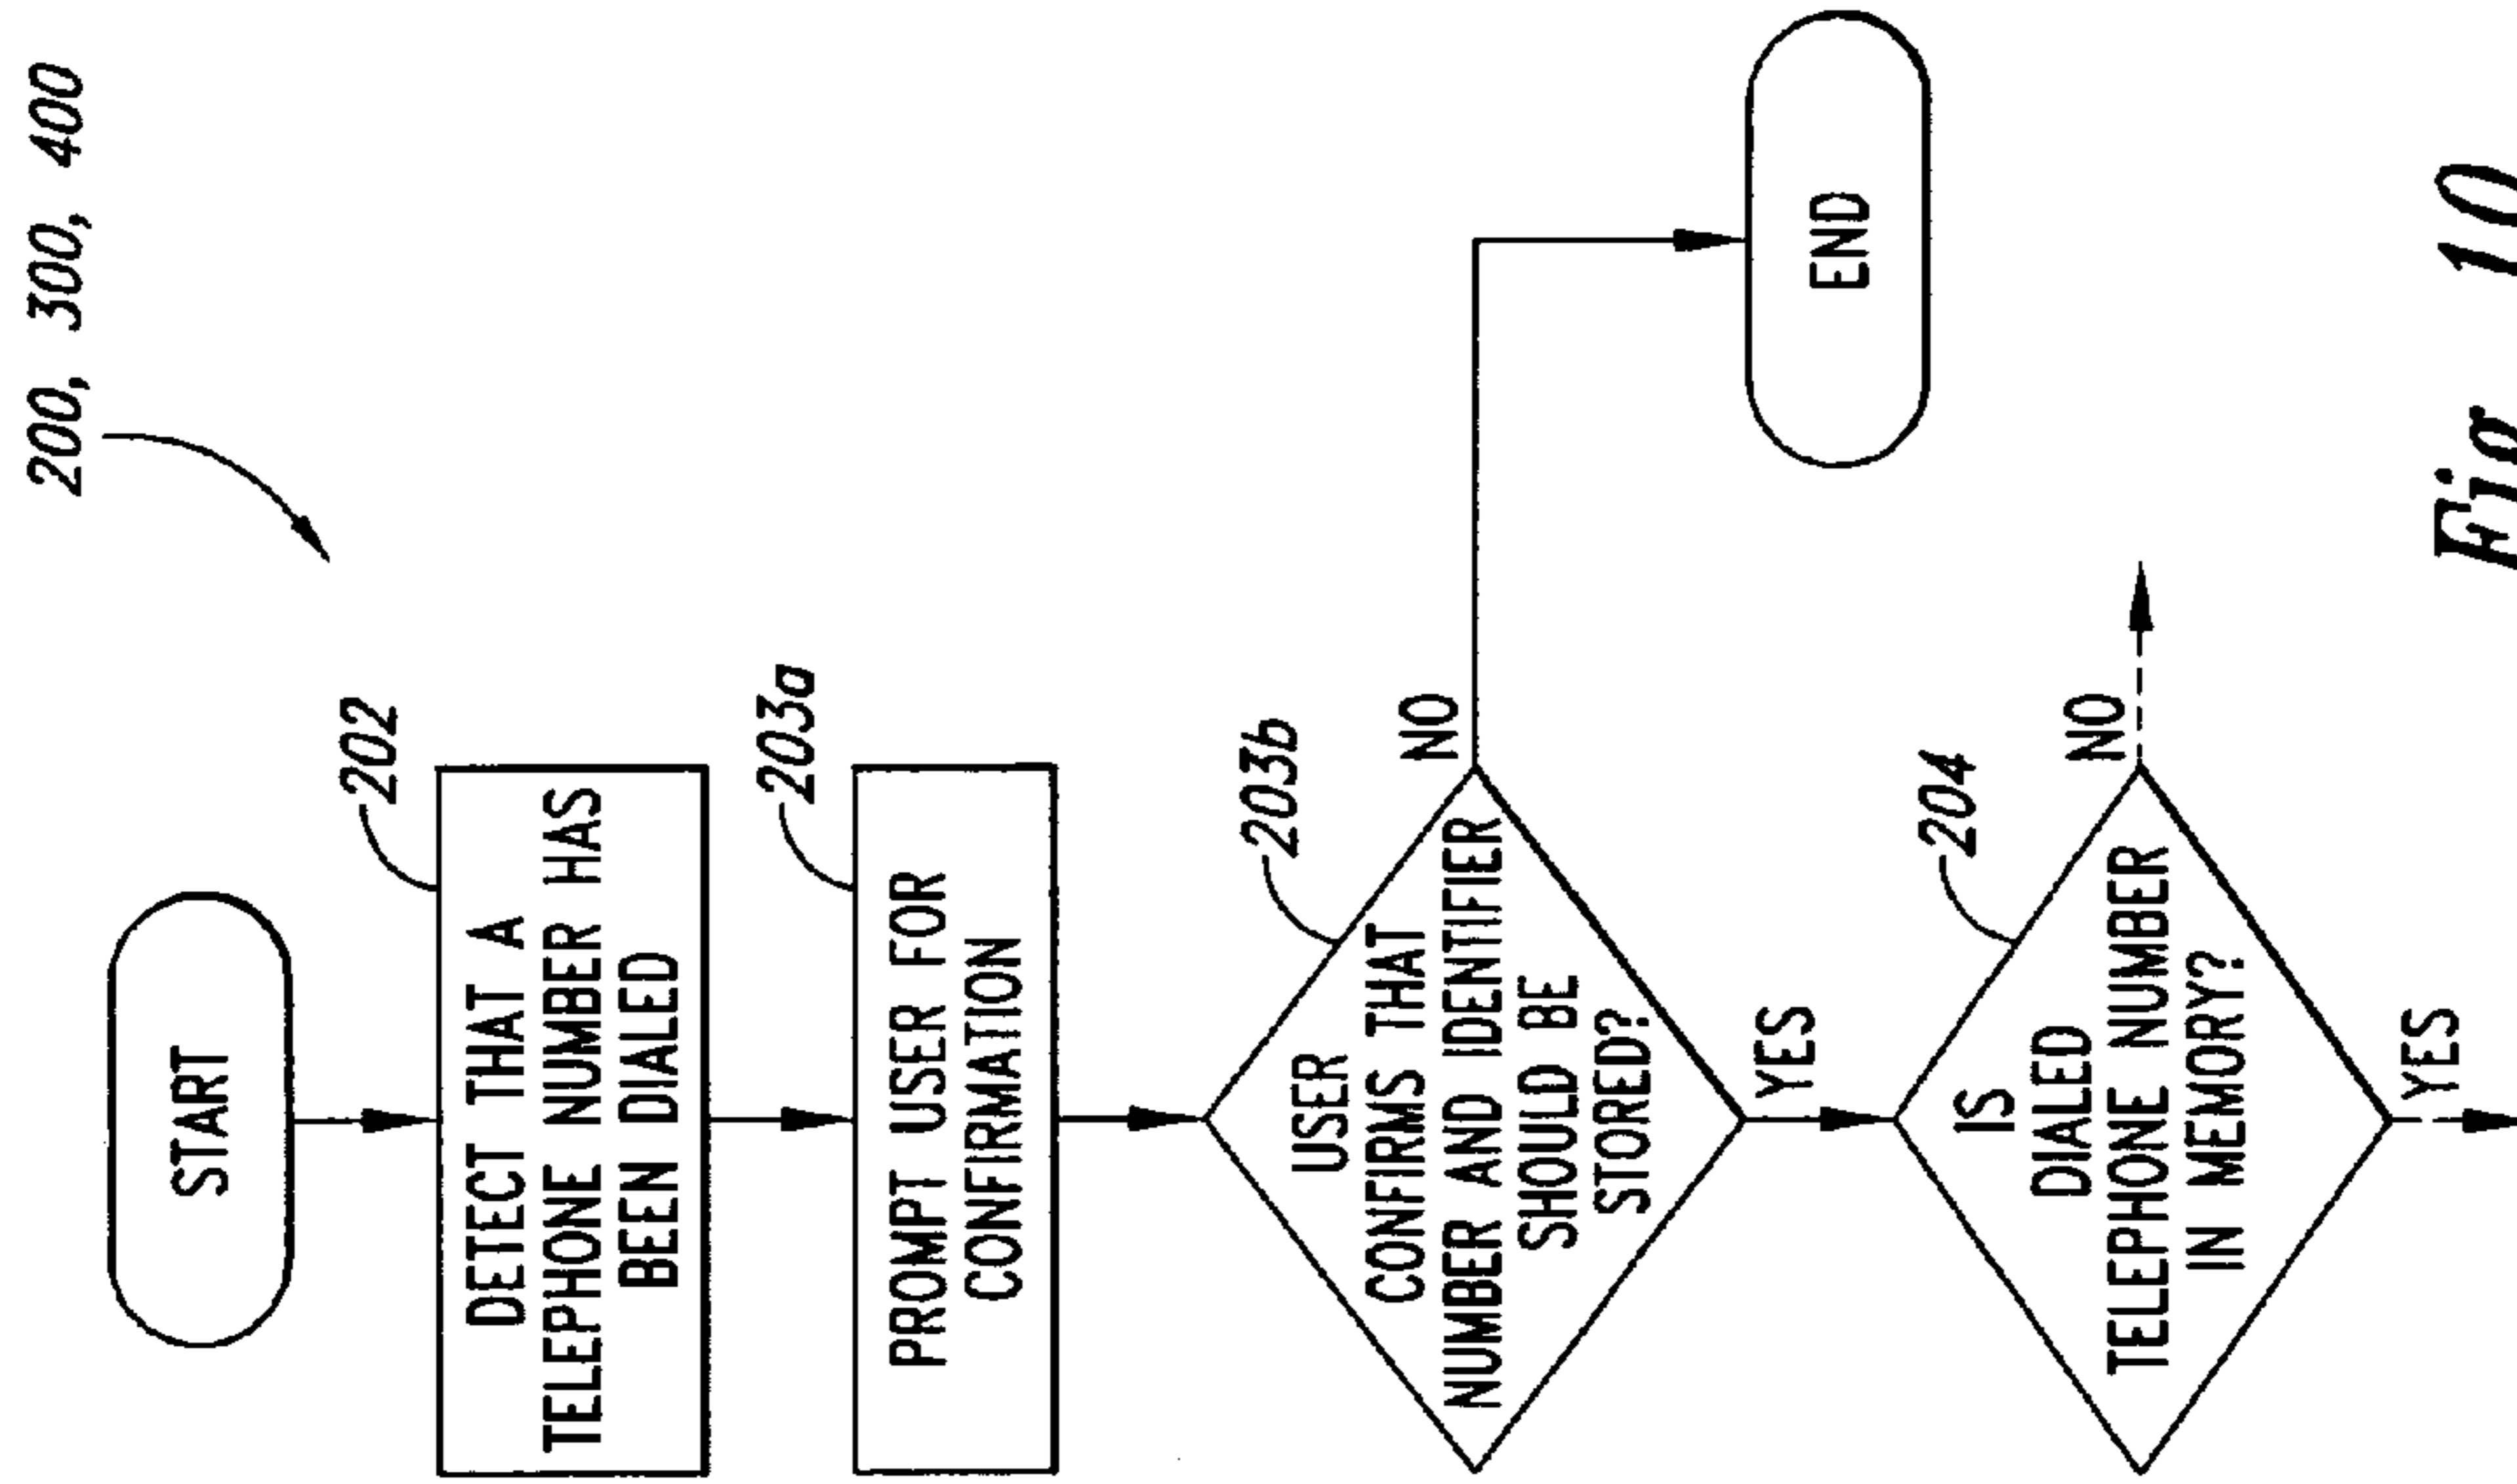 200, 300, 400
START
202
DETECT THAT A
TELEPHONE NUMBER HAS
BEEN DIALED
203a
PROMPT USER FOR
CONFIRMATION
203b
USER
CONFIRMS THAT
NUMBER AND IDENTIFIER
SHOULD BE
STORED?
NO
END
YES
204
IS
DIALED
TELEPHONE NUMBER
IN MEMORY?
NO
YES
Fig 10